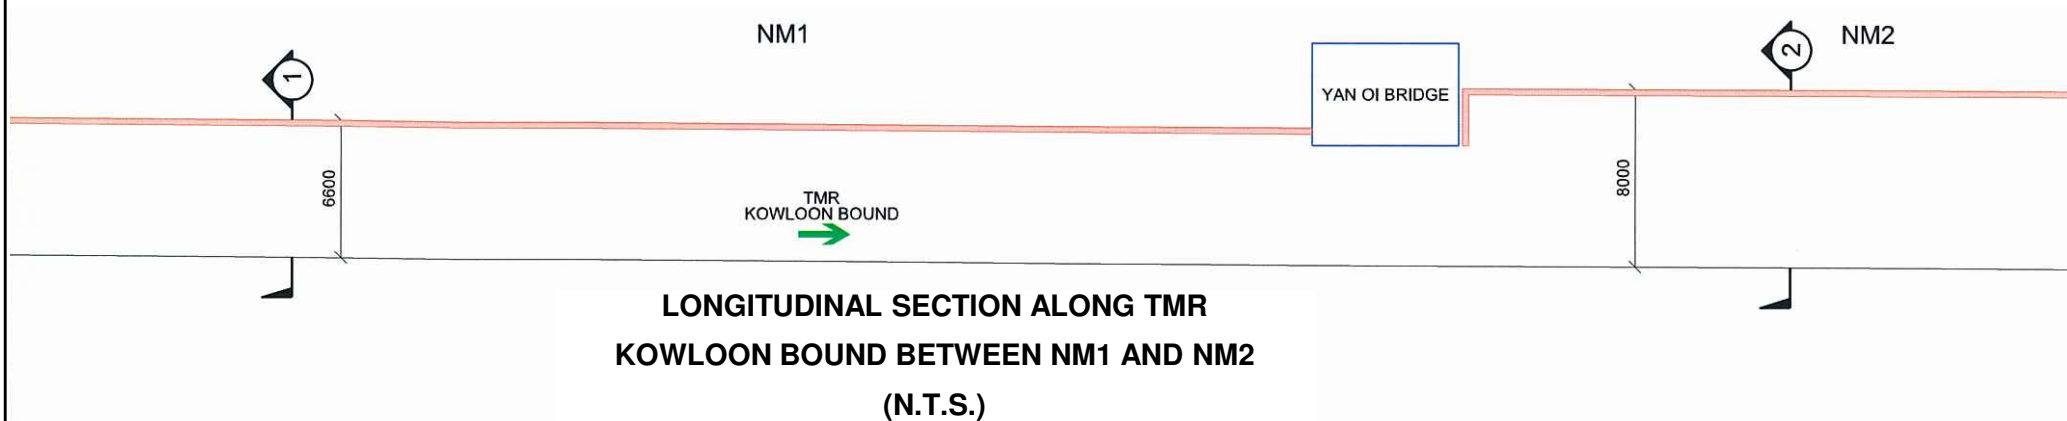 NM1
NM2
1
2
YAN OI BRIDGE
6600
8000
TMR
KOWLOON BOUND
LONGITUDINAL SECTION ALONG TMR
KOWLOON BOUND BETWEEN NM1 AND NM2
(N.T.S.)